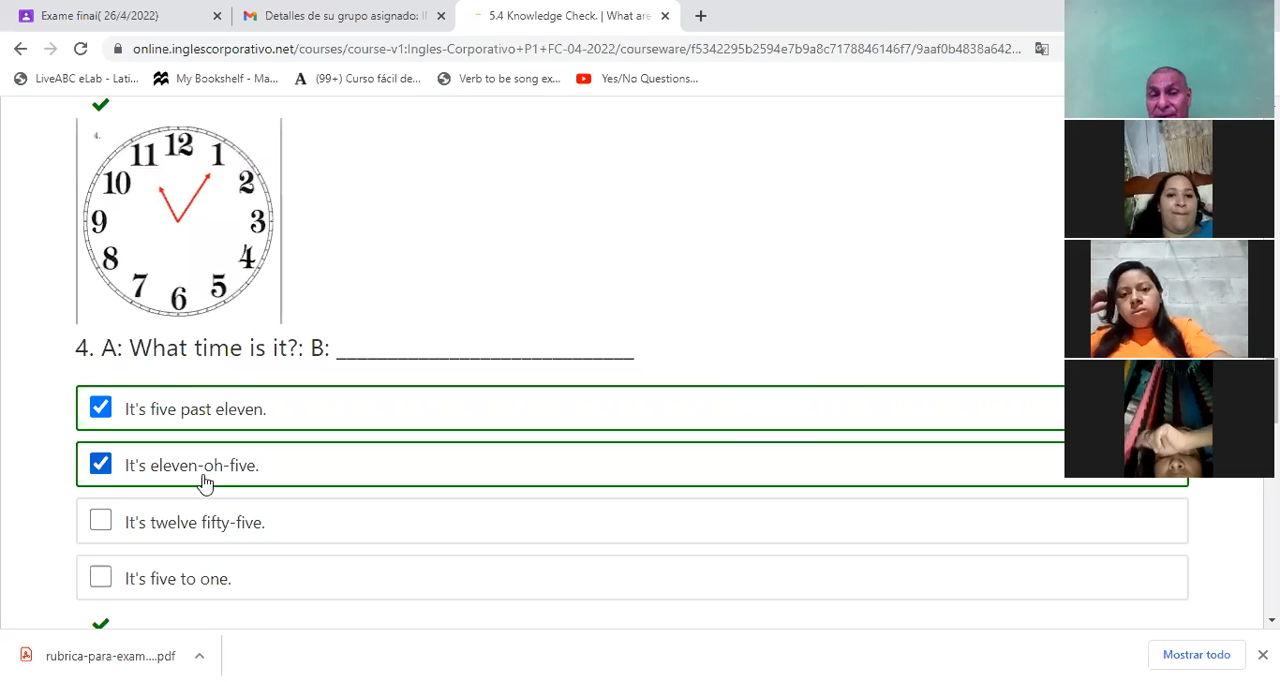 Exame final( 26/4/2022)
Detalles de su grupo asignado: I
5.4 Knowledge Check. | What are
online.inglescorporativo.net/courses/course-v1:Ingles-Corporativo+P1+FC-04-2022/courseware/f5342295b2594e7b9a8c7178846146f7/9aaf0b4838a642...
LiveABC eLab - Lati...
My Bookshelf - Ma...
(99+) Curso fácil de...
Verb to be song ex...
Yes/No Questions...
4.
12
1
2
3
4
5
6
7
8
9
10
11
4. A: What time is it?: B: ____________________________
It's five past eleven.
It's eleven-oh-five.
It's twelve fifty-five.
It's five to one.
rubrica-para-exam....pdf
Mostrar todo